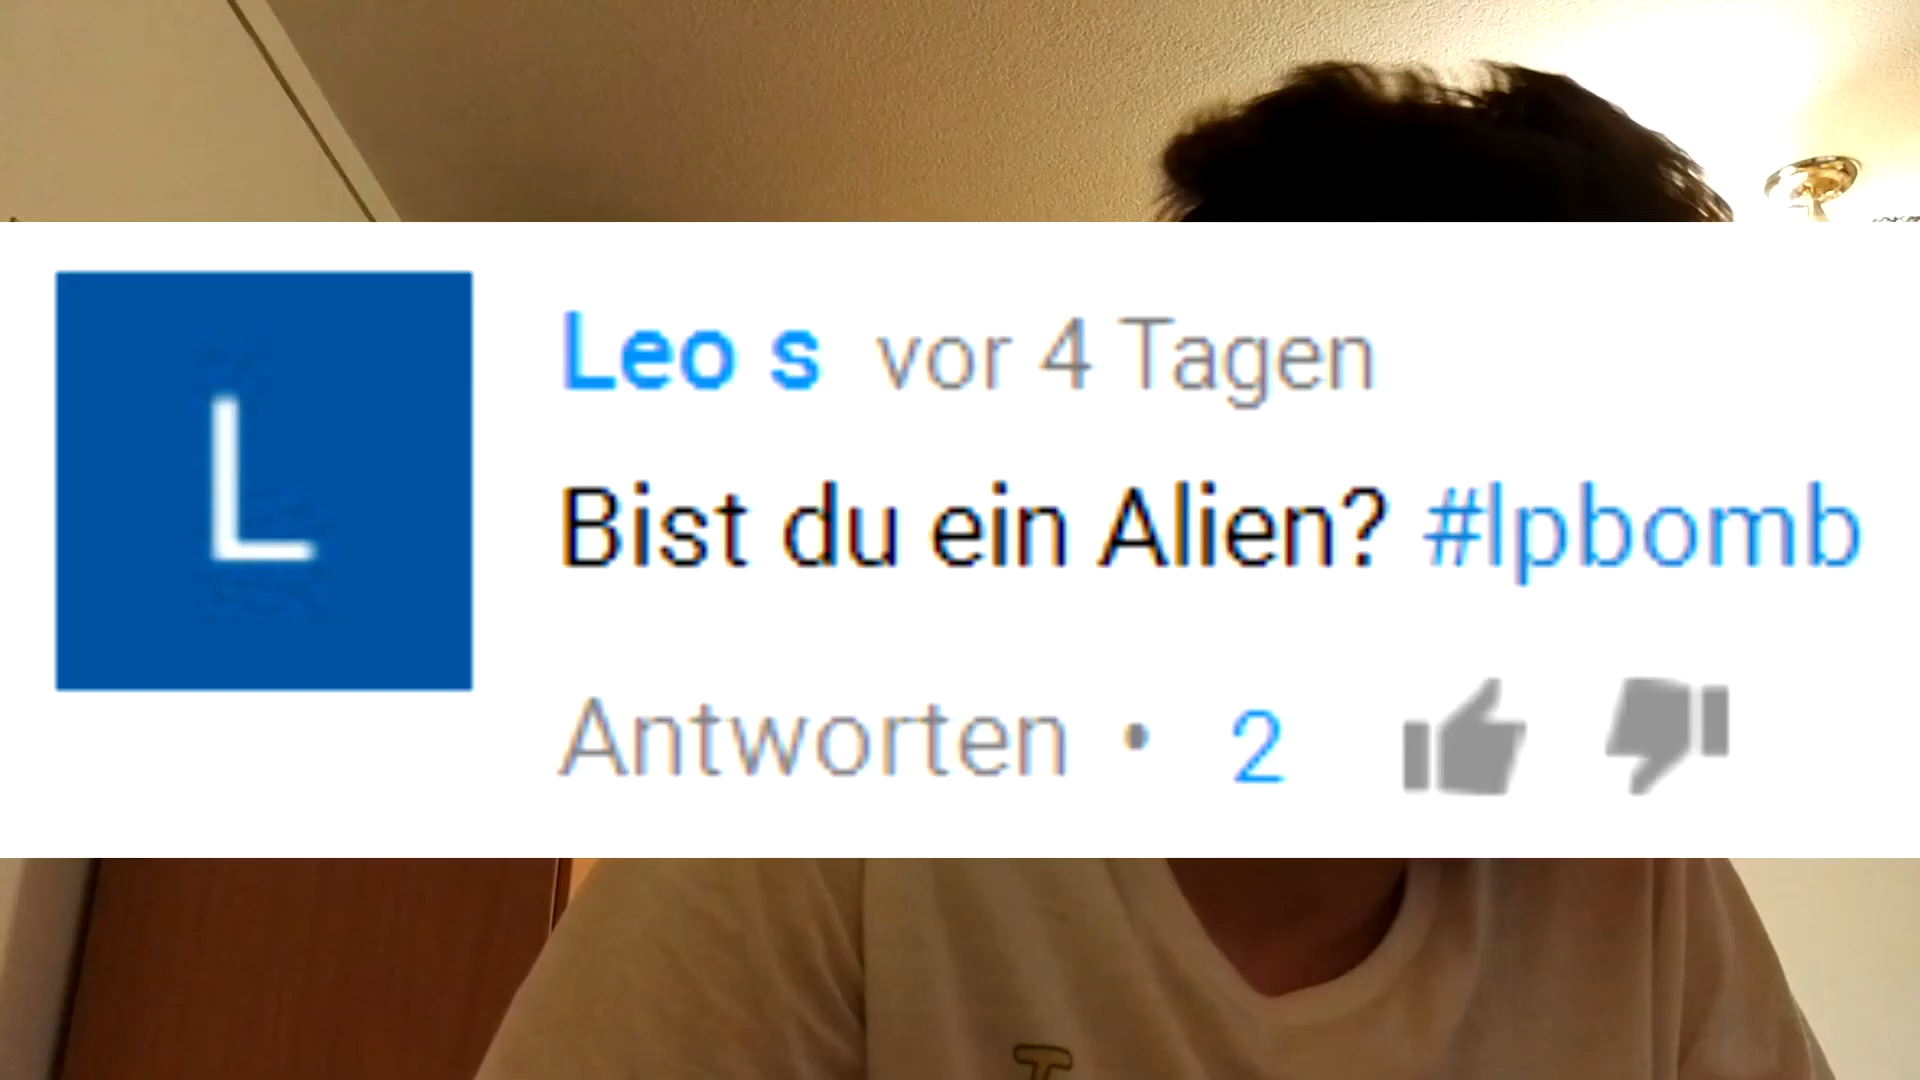 L
Leo s vor 4 Tagen
Bist du ein Alien? #lpbomb
Antworten • 2